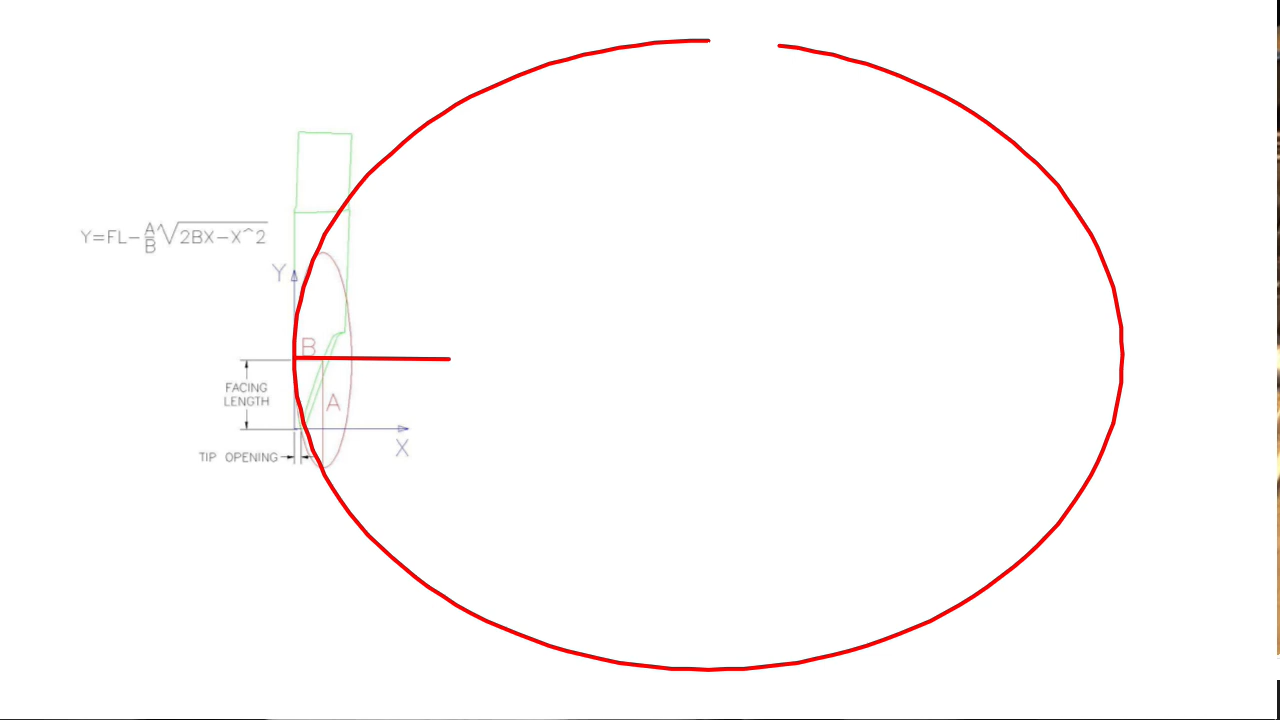 Y=FL-A/B√2BX-X^2
Y
B
FACING
LENGTH
A
X
TIP OPENING